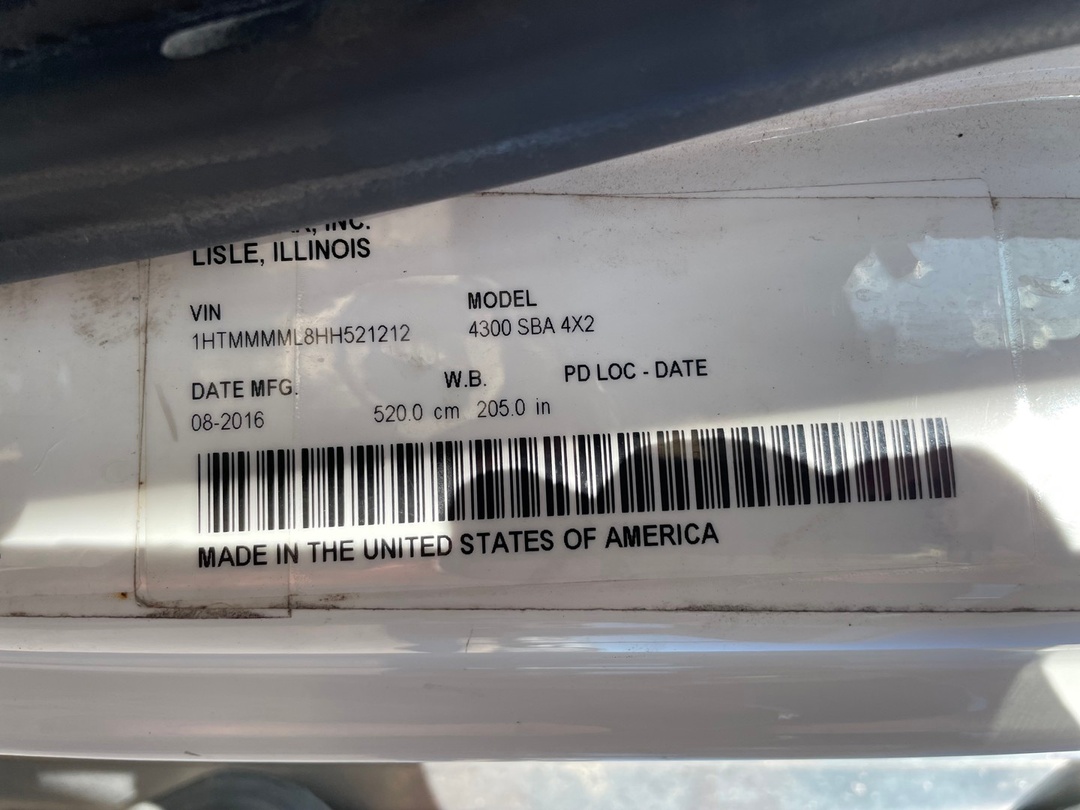 INC.
LISLE, ILLINOIS
VIN MODEL
1HTMMMML8HH521212 4300 SBA 4X2
DATE MFG. W.B. PD LOC - DATE
08-2016 520.0 cm 205.0 in
MADE IN THE UNITED STATES OF AMERICA